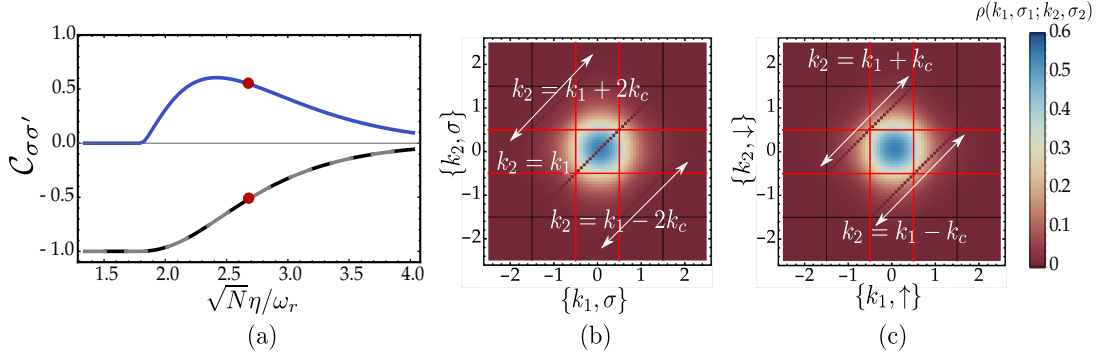 1.0
0.5
0.0
-0.5
-1.0
𝒞σσ′
1.5 2.0 2.5 3.0 3.5 4.0
√Nη/ωr
(a)
{k2, σ}
2
1
0
−1
−2
k2 = k1 + 2kc
k2 = k1
k2 = k1 − 2kc
−2 −1 0 1 2
{k1, σ}
(b)
{k2, ↓}
2
1
0
−1
−2
k2 = k1 + kc
k2 = k1 − kc
−2 −1 0 1 2
{k1, ↑}
(c)
ρ(k1, σ1; k2, σ2)
0.6
0.5
0.4
0.3
0.2
0.1
0